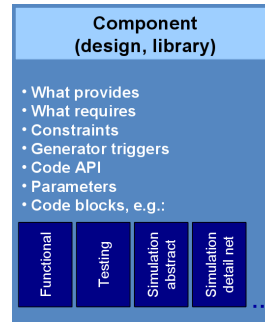 Component
(design, library)
• What provides
• What requires
• Constraints
• Generator triggers
• Code API
• Parameters
• Code blocks, e.g.:
Functional
Testing
Simulation
abstract
Simulation
detail net
...